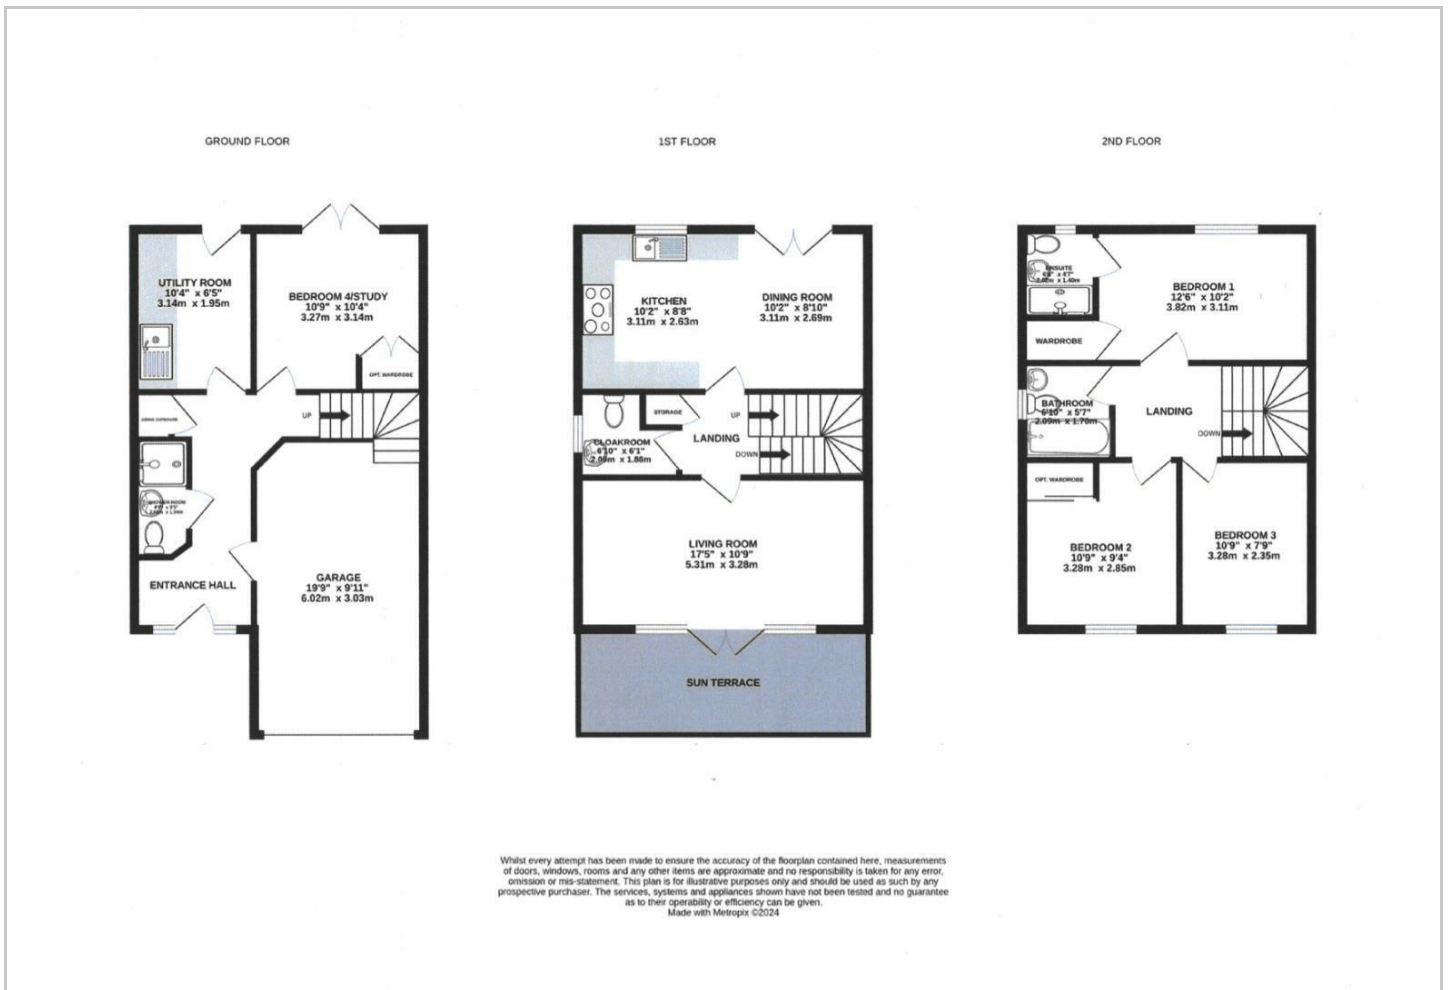 GROUND FLOOR
UTILITY ROOM
10'4" x 6'5"
3.14m x 1.95m
BEDROOM 4/STUDY
10'9" x 10'4"
3.27m x 3.14m
OPT. WARDROBE
UP
SHOWER ROOM
ENTRANCE HALL
GARAGE
19'9" x 9'11"
6.02m x 3.03m
1ST FLOOR
KITCHEN
10'2" x 8'8"
3.11m x 2.63m
DINING ROOM
10'2" x 8'10"
3.11m x 2.69m
STORAGE
UP
CLOAKROOM
6'10" x 6'1"
2.09m x 1.86m
LANDING
DOWN
LIVING ROOM
17'5" x 10'9"
5.31m x 3.28m
SUN TERRACE
2ND FLOOR
ENSUITE
x 4'7"
x 1.40m
BEDROOM 1
12'6" x 10'2"
3.82m x 3.11m
WARDROBE
BATHROOM
6'10" x 5'7"
2.09m x 1.70m
LANDING
DOWN
OPT. WARDROBE
BEDROOM 2
10'9" x 9'4"
3.28m x 2.85m
BEDROOM 3
10'9" x 7'9"
3.28m x 2.35m
Whilst every attempt has been made to ensure the accuracy of the floorplan contained here, measurements
of doors, windows, rooms and any other items are approximate and no responsibility is taken for any error,
omission or mis-statement. This plan is for illustrative purposes only and should be used as such by any
prospective purchaser. The services, systems and appliances shown have not been tested and no guarantee
as to their operability or efficiency can be given.
Made with Metropix ©2024